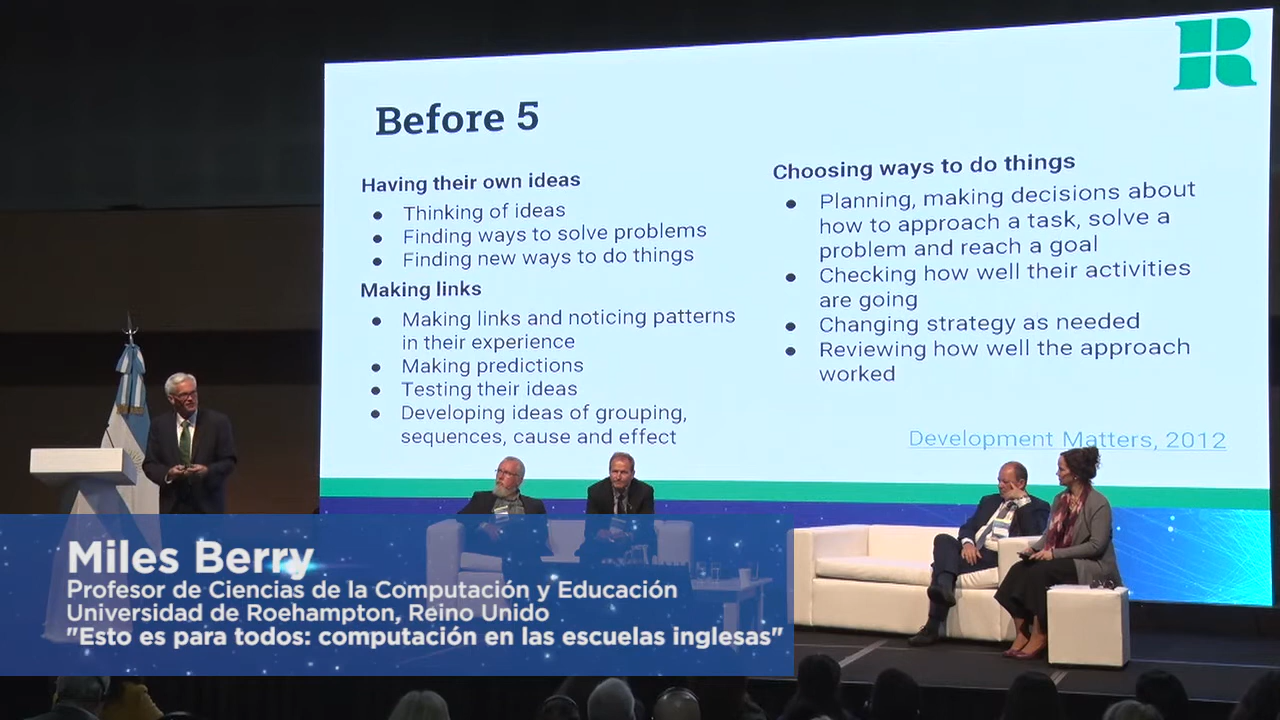 R
Before 5
Having their own ideas
● Thinking of ideas
● Finding ways to solve problems
● Finding new ways to do things
Making links
● Making links and noticing patterns
in their experience
● Making predictions
● Testing their ideas
● Developing ideas of grouping,
sequences, cause and effect
Choosing ways to do things
● Planning, making decisions about
how to approach a task, solve a
problem and reach a goal
● Checking how well their activities
are going
● Changing strategy as needed
● Reviewing how well the approach
worked
Development Matters, 2012
Miles Berry
Profesor de Ciencias de la Computación y Educación
Universidad de Roehampton, Reino Unido
"Esto es para todos: computación en las escuelas inglesas"